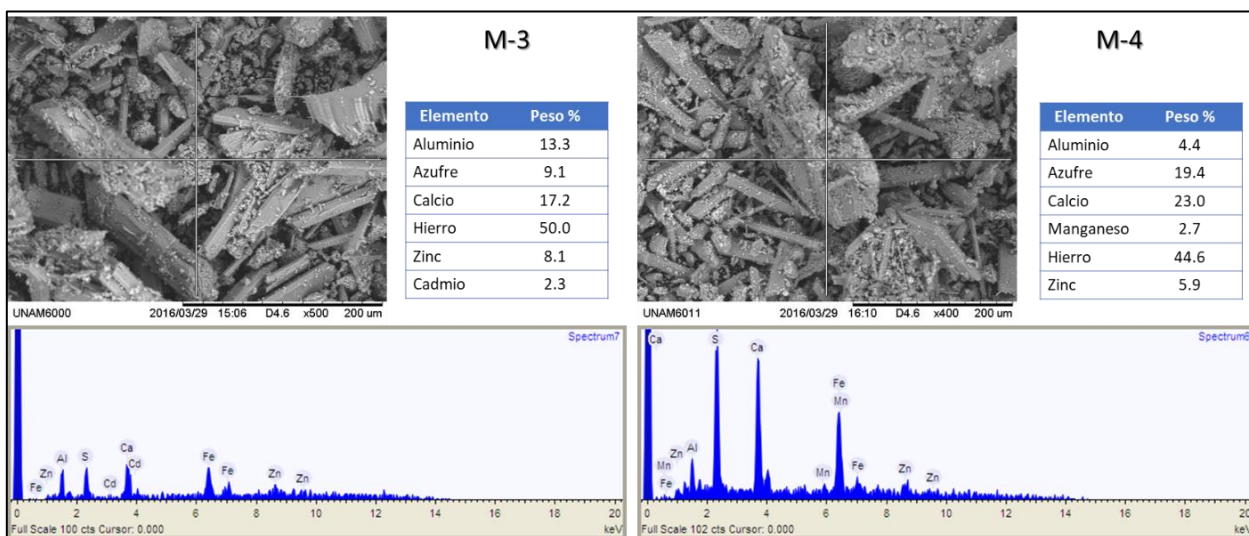 M-3
Elemento Peso %
Aluminio 13.3
Azufre 9.1
Calcio 17.2
Hierro 50.0
Zinc 8.1
Cadmio 2.3
UNAM6000 2016/03/29 15:06 D4.6 x500 200 um
Spectrum7
Fe Zn Al S Cd Ca Cd Fe Fe Zn Zn
0 2 4 6 8 10 12 14 16 18 20
Full Scale 100 cts Cursor: 0.000 keV
M-4
Elemento Peso %
Aluminio 4.4
Azufre 19.4
Calcio 23.0
Manganeso 2.7
Hierro 44.6
Zinc 5.9
UNAM6011 2016/03/29 16:10 D4.6 x400 200 um
Ca S Ca Fe Mn
Mn Fe Zn Al Mn Fe Zn Zn
0 2 4 6 8 10 12 14 16 18 20
Full Scale 102 cts Cursor: 0.000 keV